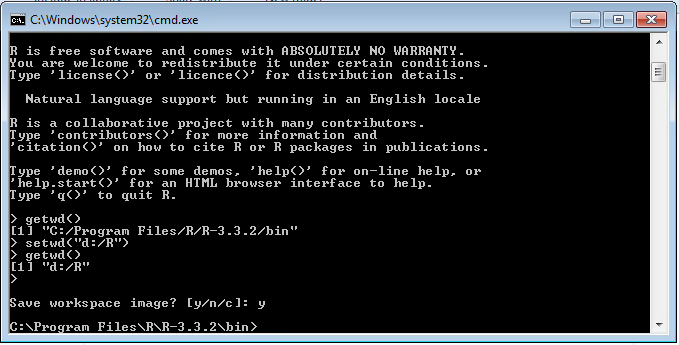 C:\Windows\system32\cmd.exe
R is free software and comes with ABSOLUTELY NO WARRANTY.
You are welcome to redistribute it under certain conditions.
Type 'license()' or 'licence()' for distribution details.
Natural language support but running in an English locale
R is a collaborative project with many contributors.
Type 'contributors()' for more information and
'citation()' on how to cite R or R packages in publications.
Type 'demo()' for some demos, 'help()' for on-line help, or
'help.start()' for an HTML browser interface to help.
Type 'q()' to quit R.
> getwd()
[1] "C:/Program Files/R/R-3.3.2/bin"
> setwd("d:/R")
> getwd()
[1] "d:/R"
>
Save workspace image? [y/n/c]: y
C:\Program Files\R\R-3.3.2\bin>